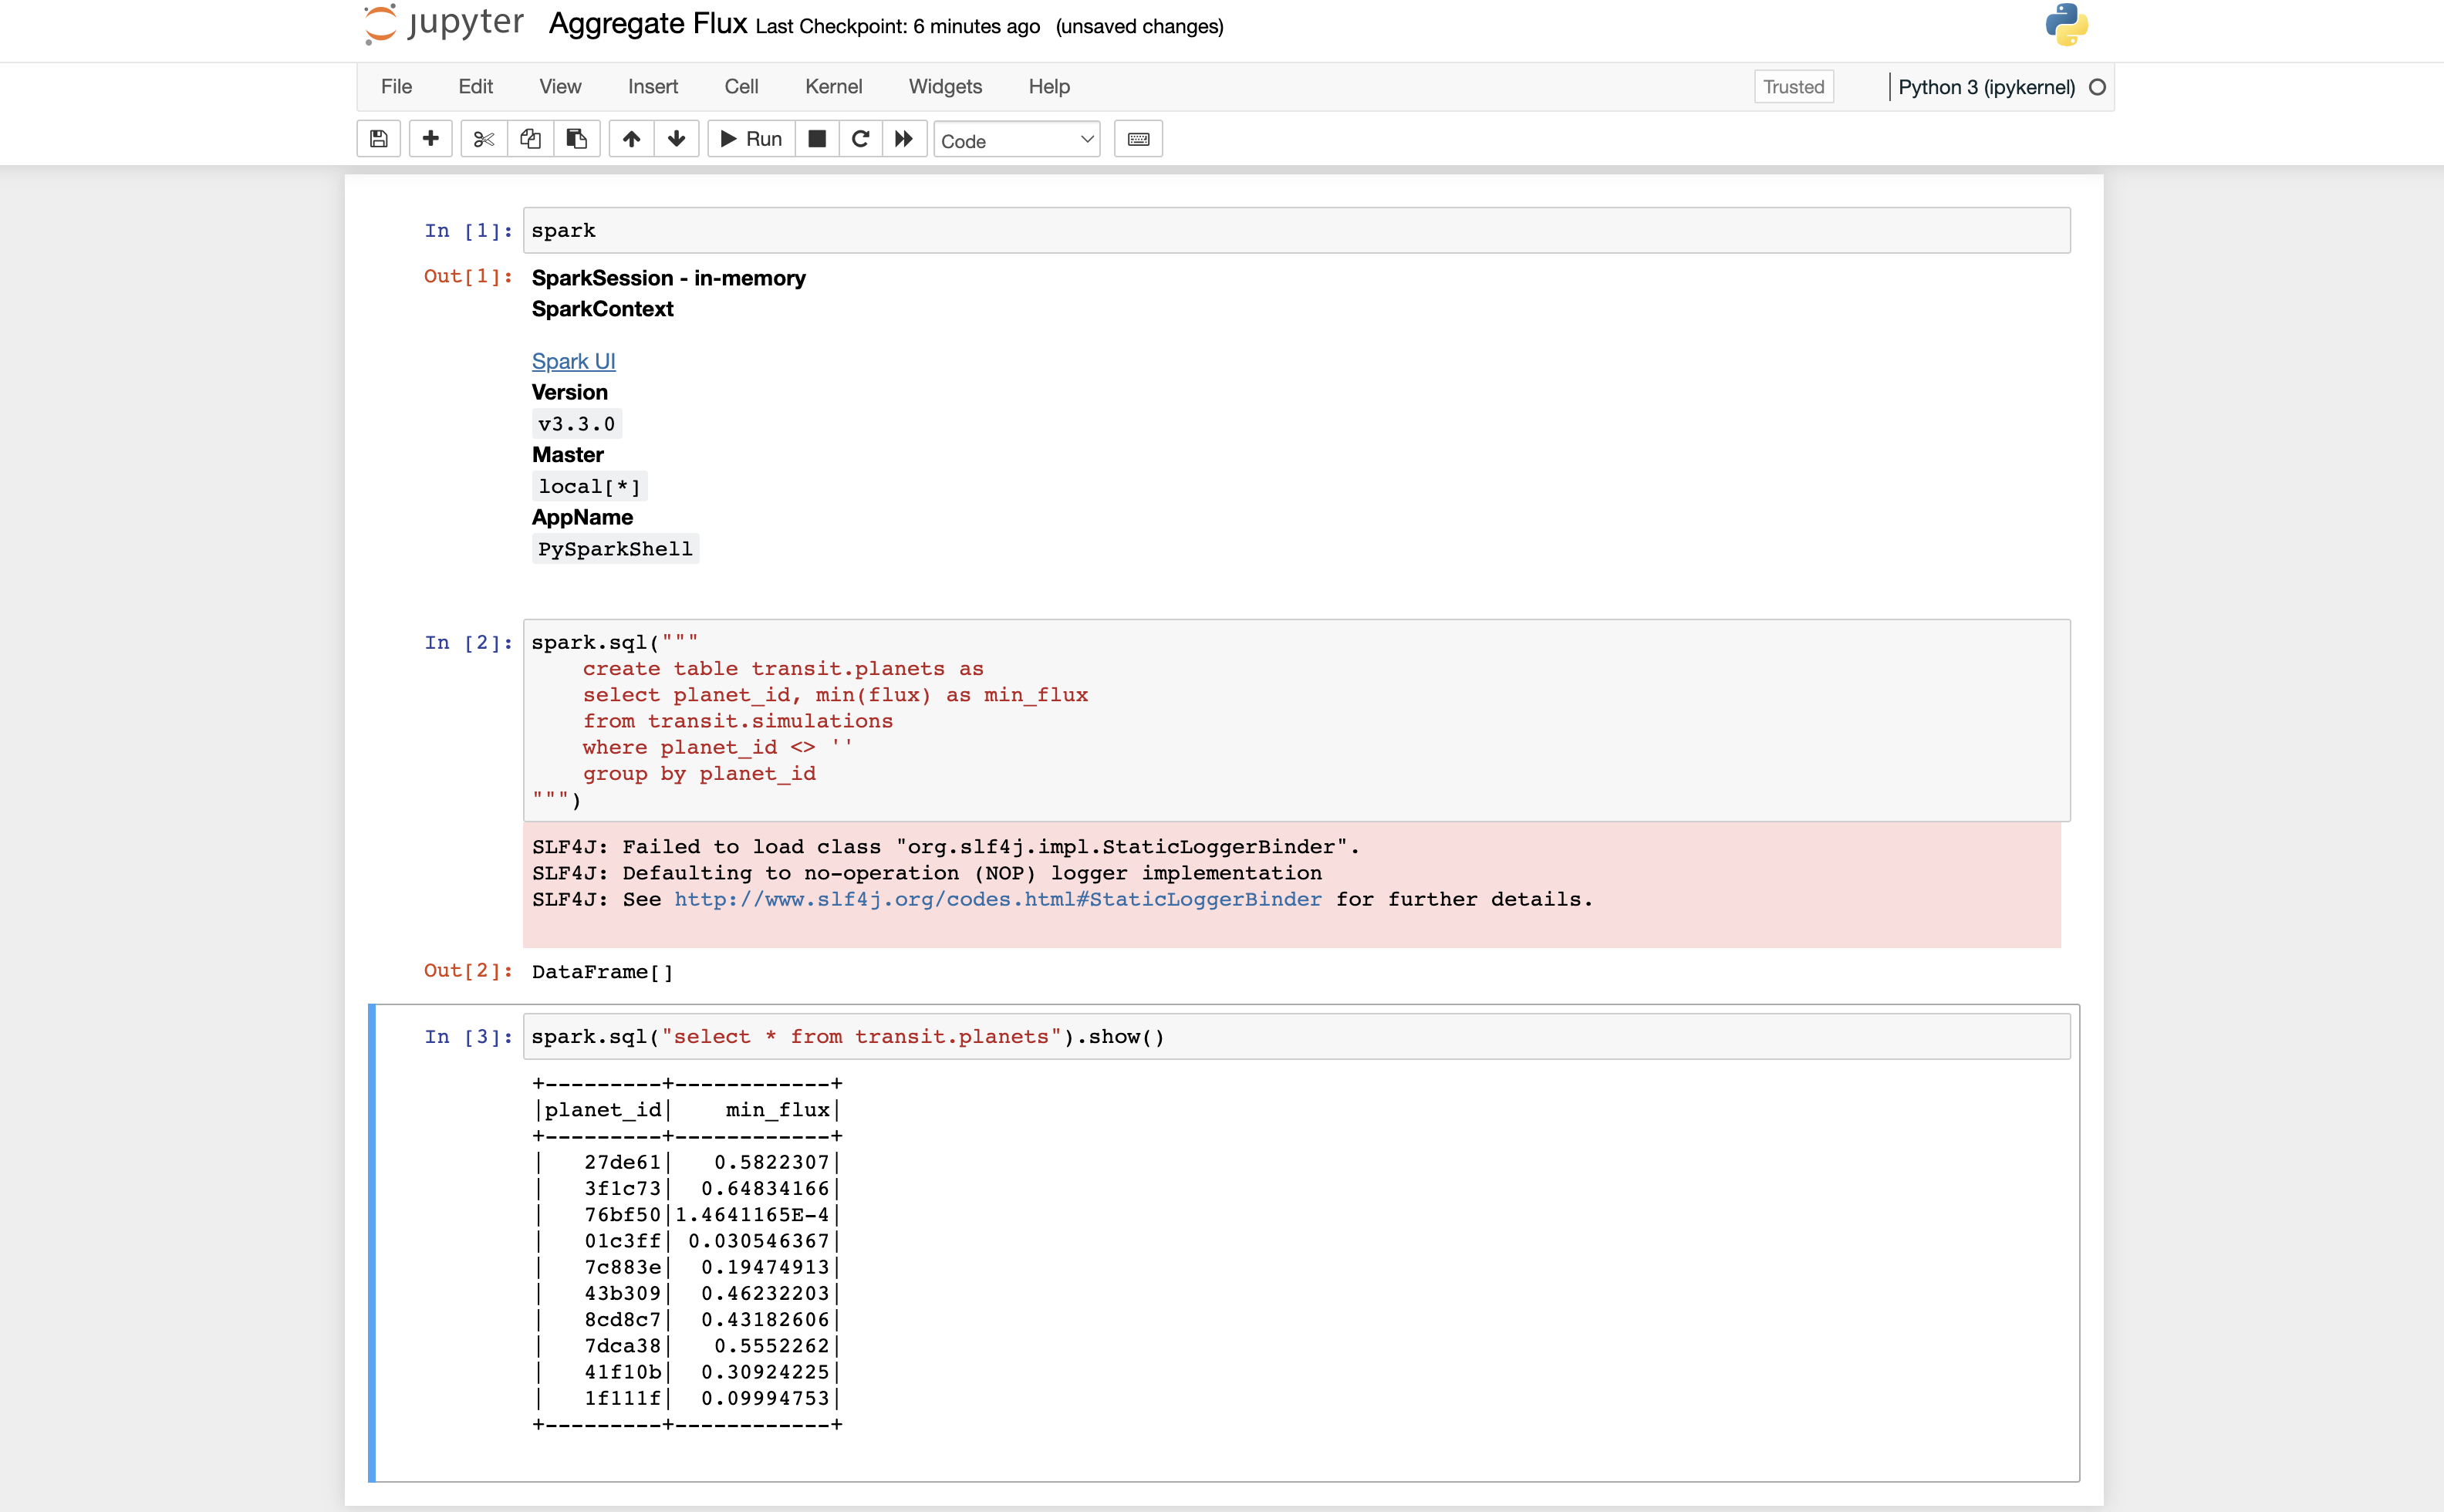 jupyter Aggregate Flux Last Checkpoint: 6 minutes ago (unsaved changes)
File Edit View Insert Cell Kernel Widgets Help Trusted Python 3 (ipykernel)
Run Code
In [1]: spark
Out[1]: SparkSession - in-memory
SparkContext
Spark UI
Version
v3.3.0
Master
local[*]
AppName
PySparkShell
In [2]: spark.sql("""
    create table transit.planets as
    select planet_id, min(flux) as min_flux
    from transit.simulations
    where planet_id <> ''
    group by planet_id
""")
SLF4J: Failed to load class "org.slf4j.impl.StaticLoggerBinder".
SLF4J: Defaulting to no-operation (NOP) logger implementation
SLF4J: See http://www.slf4j.org/codes.html#StaticLoggerBinder for further details.
Out[2]: DataFrame[]
In [3]: spark.sql("select * from transit.planets").show()
+---------+------------+
|planet_id|    min_flux|
+---------+------------+
|   27de61|   0.5822307|
|   3f1c73|  0.64834166|
|   76bf50|1.4641165E-4|
|   01c3ff| 0.030546367|
|   7c883e|  0.19474913|
|   43b309|  0.46232203|
|   8cd8c7|  0.43182606|
|   7dca38|   0.5552262|
|   41f10b|  0.30924225|
|   1f111f|  0.09994753|
+---------+------------+